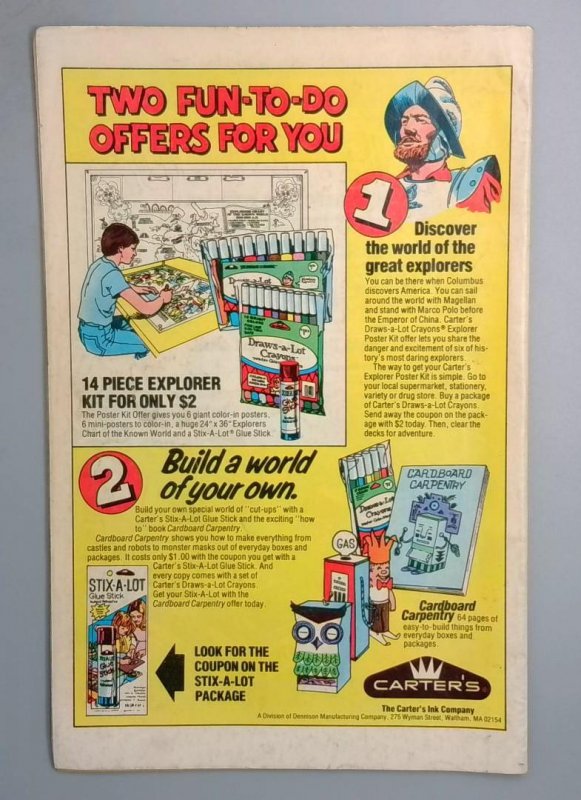 TWO FUN-TO-DO
OFFERS FOR YOU
1
Discover
the world of the
great explorers
You can be there when Columbus
discovers America. You can sail
around the world with Magellan
and stand with Marco Polo before
the Emperor of China. Carter's
Draws-a-Lot Crayons® Explorer
Poster Kit offer lets you share the
danger and excitement of six of his-
tory's most daring explorers.
The way to get your Carter's
Explorer Poster Kit is simple. Go to
your local supermarket, stationery,
variety or drug store. Buy a package
of Carter's Draws-a-Lot Crayons.
Send away the coupon on the pack-
age with $2 today. Then, clear the
decks for adventure.
Draws-a-Lot
Crayons
14 PIECE EXPLORER
KIT FOR ONLY $2
The Poster Kit Offer gives you 6 giant color-in posters,
6 mini-posters to color-in, a huge 24" x 36" Explorers
Chart of the Known World and a Stix-A-Lot® Glue Stick.
2
Build a world
of your own.
Build your own special world of "cut-ups" with a
Carter's Stix-A-Lot Glue Stick and the exciting "how
to" book Cardboard Carpentry.
Cardboard Carpentry shows you how to make everything from
castles and robots to monster masks out of everyday boxes and
packages. It costs only $1.00 with the coupon you get with a
Carter's Stix-A-Lot Glue Stick. And
every copy comes with a set of
Carter's Draws-a-Lot Crayons.
Get your Stix-A-Lot with the
Cardboard Carpentry offer today.
STIX-A-LOT
Glue Stick
LOOK FOR THE
COUPON ON THE
STIX-A-LOT
PACKAGE
Draws-a-Lot
Crayons
CARDBOARD
CARPENTRY
GAS
Cardboard
Carpentry 64 pages of
easy-to-build things from
everyday boxes and
packages.
CARTER'S
The Carter's Ink Company
A Division of Dennison Manufacturing Company, 275 Wyman Street, Waltham, MA 02154